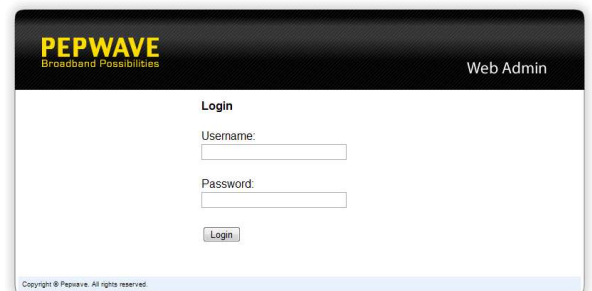 PEPWAVE
Broadband Possibilities
Web Admin
Login
Username:
Password:
Login
Copyright @ Pepwave. All rights reserved.